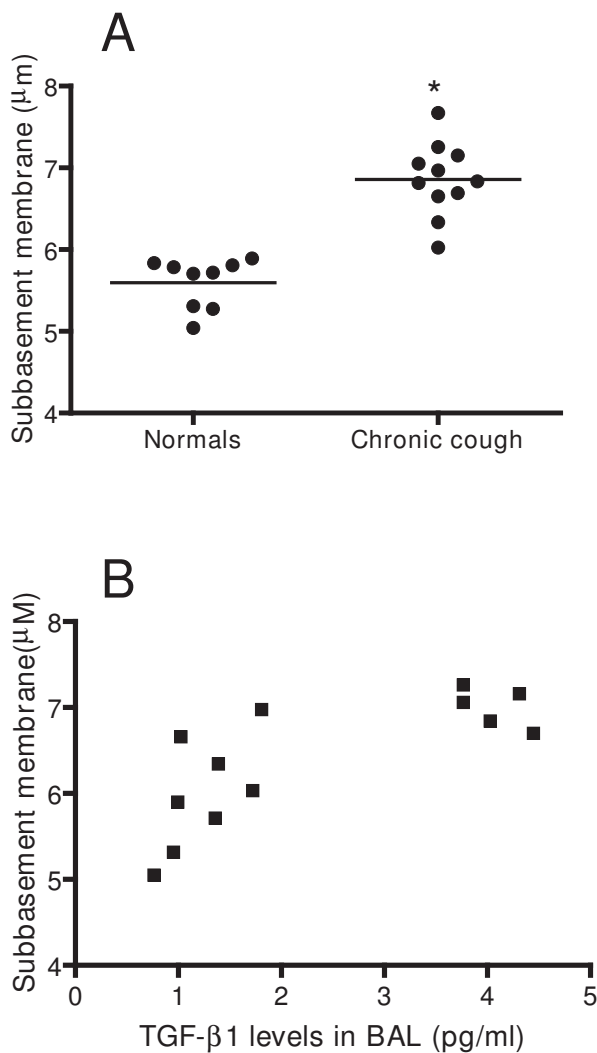 A
Subbasement membrane (μm)
8
*
7
6
5
4
Normals Chronic cough
B
Subbasement membrane(μM)
8
7
6
5
4
0 1 2 3 4 5
TGF-β1 levels in BAL (pg/ml)